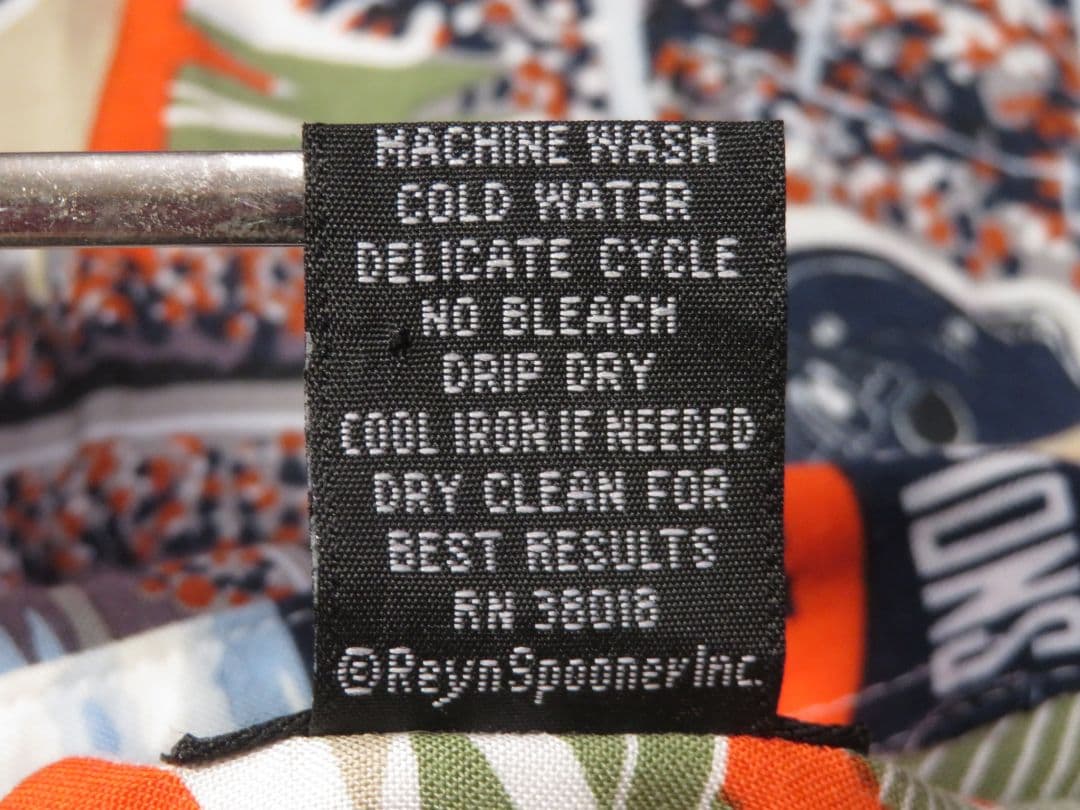 MACHINE WASH
COLD WATER
DELICATE CYCLE
NO BLEACH
DRIP DRY
COOL IRON IF NEEDED
DRY CLEAN FOR
BEST RESULTS
RN 38018
©ReynSpoonerInc.